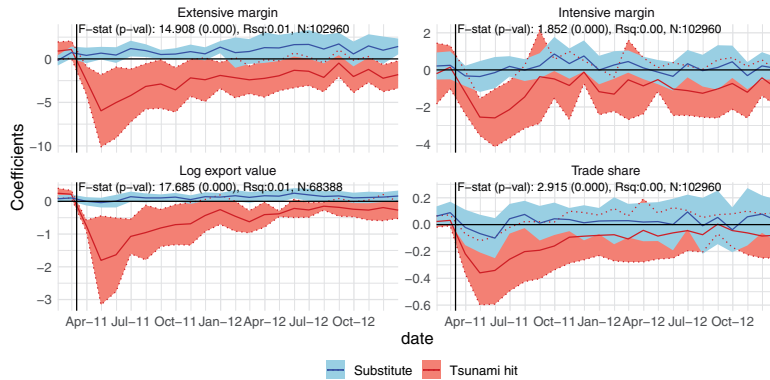 Extensive margin
F-stat (p-val): 14.908 (0.000), Rsq:0.01, N:102960
0
−5
−10
Intensive margin
F-stat (p-val): 1.852 (0.000), Rsq:0.00, N:102960
2
0
−2
−4
Coefficients
Log export value
F-stat (p-val): 17.685 (0.000), Rsq:0.01, N:68388
0
−1
−2
−3
Trade share
F-stat (p-val): 2.915 (0.000), Rsq:0.00, N:102960
0.2
0.0
−0.2
−0.4
−0.6
Apr−11 Jul−11 Oct−11 Jan−12 Apr−12 Jul−12 Oct−12
Apr−11 Jul−11 Oct−11 Jan−12 Apr−12 Jul−12 Oct−12
date
Substitute Tsunami hit